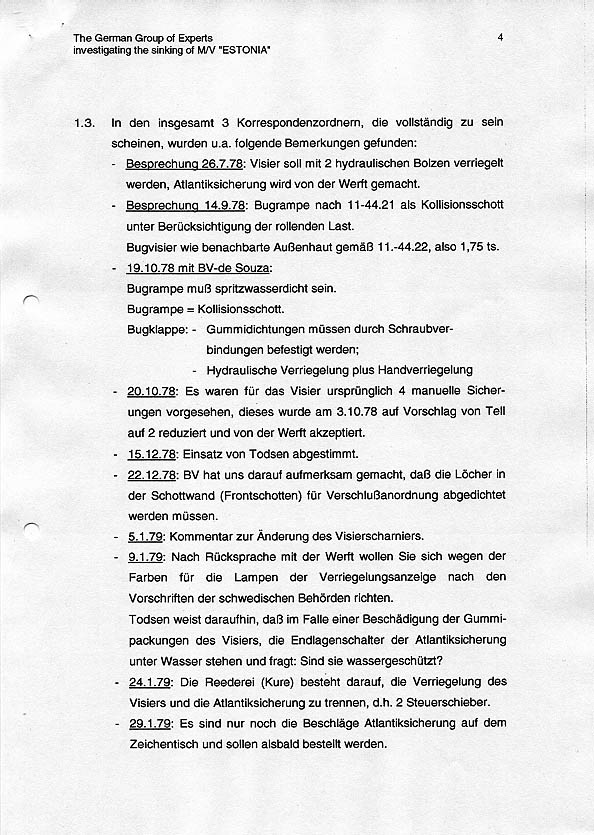 The German Group of Experts 4
investigating the sinking of M/V "ESTONIA"
1.3. In den insgesamt 3 Korrespondenzordnern, die vollständig zu sein
scheinen, wurden u.a. folgende Bemerkungen gefunden:
- Besprechung 26.7.78: Visier soll mit 2 hydraulischen Bolzen verriegelt
werden, Atlantiksicherung wird von der Werft gemacht.
- Besprechung 14.9.78: Bugrampe nach 11-44.21 als Kollisionsschott
unter Berücksichtigung der rollenden Last.
Bugvisier wie benachbarte Außenhaut gemäß 11.-44.22, also 1,75 ts.
- 19.10.78 mit BV-de Souza:
Bugrampe muß spritzwasserdicht sein.
Bugrampe = Kollisionsschott.
Bugklappe: - Gummidichtungen müssen durch Schraubver-
bindungen befestigt werden;
- Hydraulische Verriegelung plus Handverriegelung
- 20.10.78: Es waren für das Visier ursprünglich 4 manuelle Sicher-
ungen vorgesehen, dieses wurde am 3.10.78 auf Vorschlag von Tell
auf 2 reduziert und von der Werft akzeptiert.
- 15.12.78: Einsatz von Todsen abgestimmt.
- 22.12.78: BV hat uns darauf aufmerksam gemacht, daß die Löcher in
der Schottwand (Frontschotten) für Verschlußanordnung abgedichtet
werden müssen.
- 5.1.79: Kommentar zur Änderung des Visierscharniers.
- 9.1.79: Nach Rücksprache mit der Werft wollen Sie sich wegen der
Farben für die Lampen der Verriegelungsanzeige nach den
Vorschriften der schwedischen Behörden richten.
Todsen weist daraufhin, daß im Falle einer Beschädigung der Gummi-
packungen des Visiers, die Endlagenschalter der Atlantiksicherung
unter Wasser stehen und fragt: Sind sie wassergeschützt?
- 24.1.79: Die Reederei (Kure) besteht darauf, die Verriegelung des
Visiers und die Atlantiksicherung zu trennen, d.h. 2 Steuerschieber.
- 29.1.79: Es sind nur noch die Beschläge Atlantiksicherung auf dem
Zeichentisch und sollen alsbald bestellt werden.